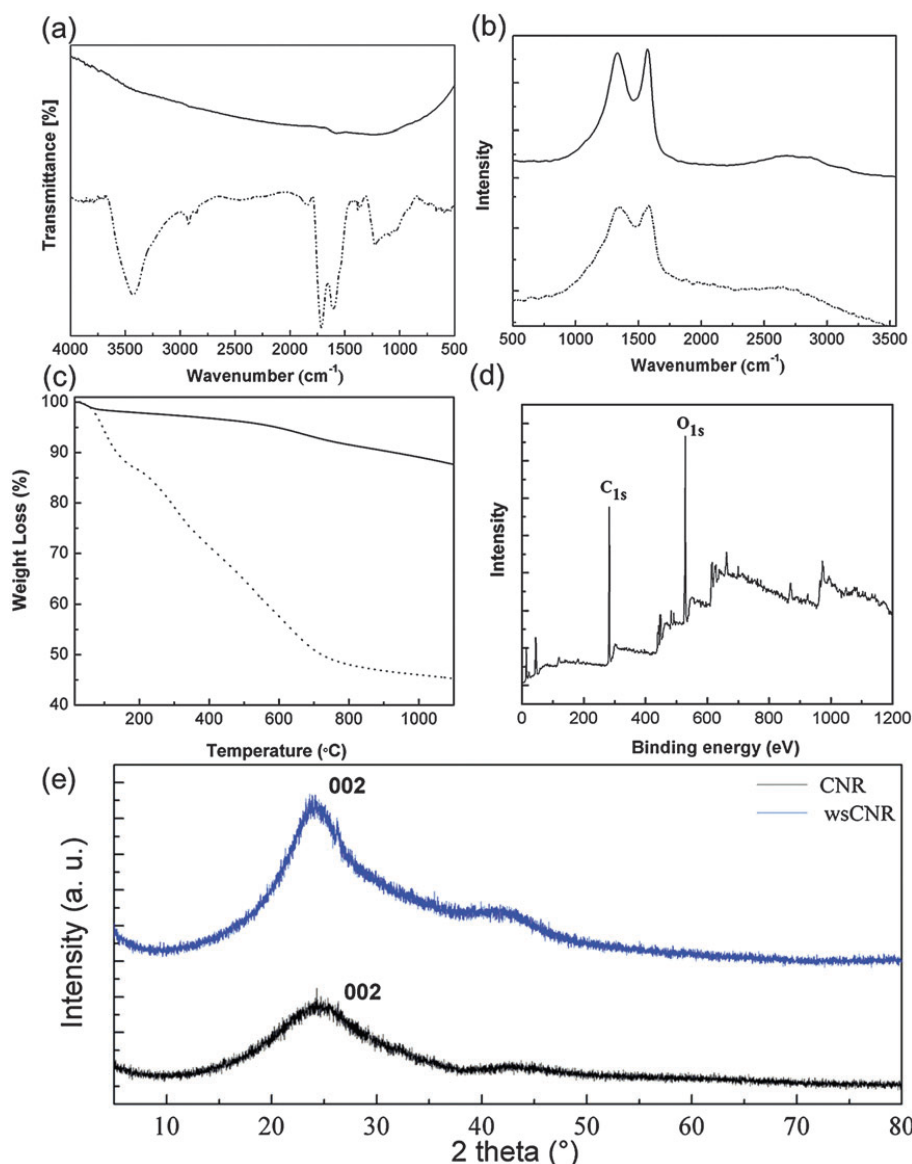 (a)
Transmittance [%]
4000 3500 3000 2500 2000 1500 1000 500
Wavenumber (cm-1)
(b)
Intensity
500 1000 1500 2000 2500 3000 3500
Wavenumber (cm-1)
(c)
Weight Loss (%)
100
90
80
70
60
50
40
200 400 600 800 1000
Temperature (°C)
(d)
Intensity
C1s
O1s
0 200 400 600 800 1000 1200
Binding energy (eV)
(e)
Intensity (a. u.)
002
002
CNR
wsCNR
10 20 30 40 50 60 70 80
2 theta (°)